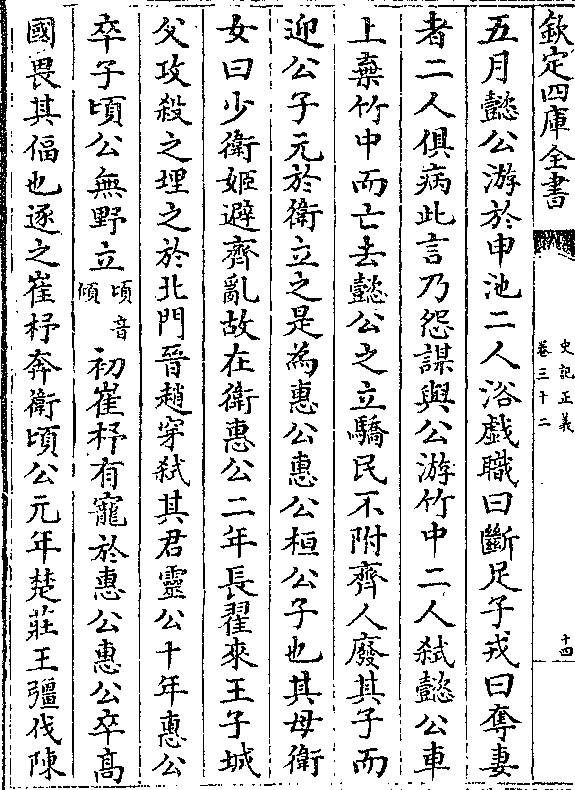 欽定四庫全書
史記正義
卷三十二
十四
五月懿公游於申池二人浴戲職曰斷足子戎曰奪妻
者二人俱病此言乃怨謀與公游竹中二人弑懿公車
上棄竹中而亡去懿公之立驕民不附齊人廢其子而
迎公子元於衛立之是為惠公惠公桓公子也其母衛
女曰少衛姬避齊亂故在衛惠公二年長翟來王子城
父攻殺之埋之於北門晉趙穿弑其君靈公十年惠公
卒子頃公無野立頃音傾初崔杼有寵於惠公惠公卒高
國畏其偪也逐之崔杼奔衛頃公元年楚莊王彊伐陳